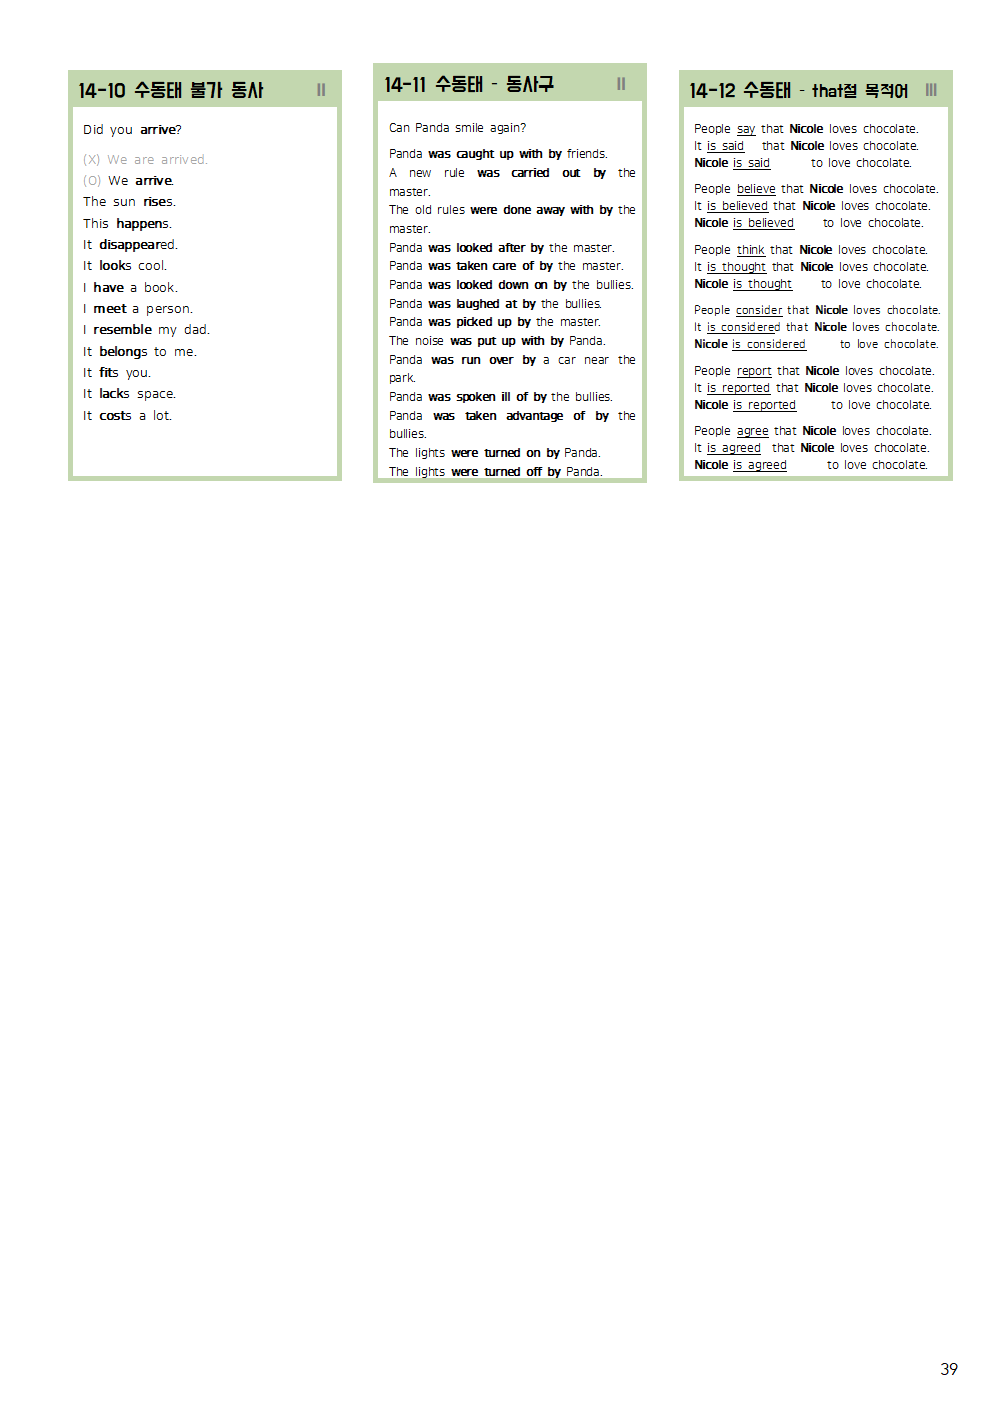 14-10 수동태 불가 동사 II
Did you arrive?
(X) We are arrived.
(O) We arrive.
The sun rises.
This happens.
It disappeared.
It looks cool.
I have a book.
I meet a person.
I resemble my dad.
It belongs to me.
It fits you.
It lacks space.
It costs a lot.
14-11 수동태 - 동사구 II
Can Panda smile again?
Panda was caught up with by friends.
A new rule was carried out by the
master.
The old rules were done away with by the
master.
Panda was looked after by the master.
Panda was taken care of by the master.
Panda was looked down on by the bullies.
Panda was laughed at by the bullies.
Panda was picked up by the master.
The noise was put up with by Panda.
Panda was run over by a car near the
park.
Panda was spoken ill of by the bullies.
Panda was taken advantage of by the
bullies.
The lights were turned on by Panda.
The lights were turned off by Panda.
14-12 수동태 - that절 목적어 III
People say that Nicole loves chocolate.
It is said that Nicole loves chocolate.
Nicole is said to love chocolate.
People believe that Nicole loves chocolate.
It is believed that Nicole loves chocolate.
Nicole is believed to love chocolate.
People think that Nicole loves chocolate.
It is thought that Nicole loves chocolate.
Nicole is thought to love chocolate.
People consider that Nicole loves chocolate.
It is considered that Nicole loves chocolate.
Nicole is considered to love chocolate.
People report that Nicole loves chocolate.
It is reported that Nicole loves chocolate.
Nicole is reported to love chocolate.
People agree that Nicole loves chocolate.
It is agreed that Nicole loves chocolate.
Nicole is agreed to love chocolate.
39